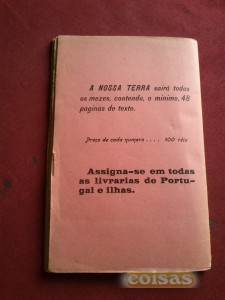 A NOSSA TERRA sairá todos
os mezes, contendo, o minimo, 48
paginas de texto.
Preço de cada numero.... 100 réis
Assigna-se em todas
as livrarias de Portu-
gal e ilhas.
coisas